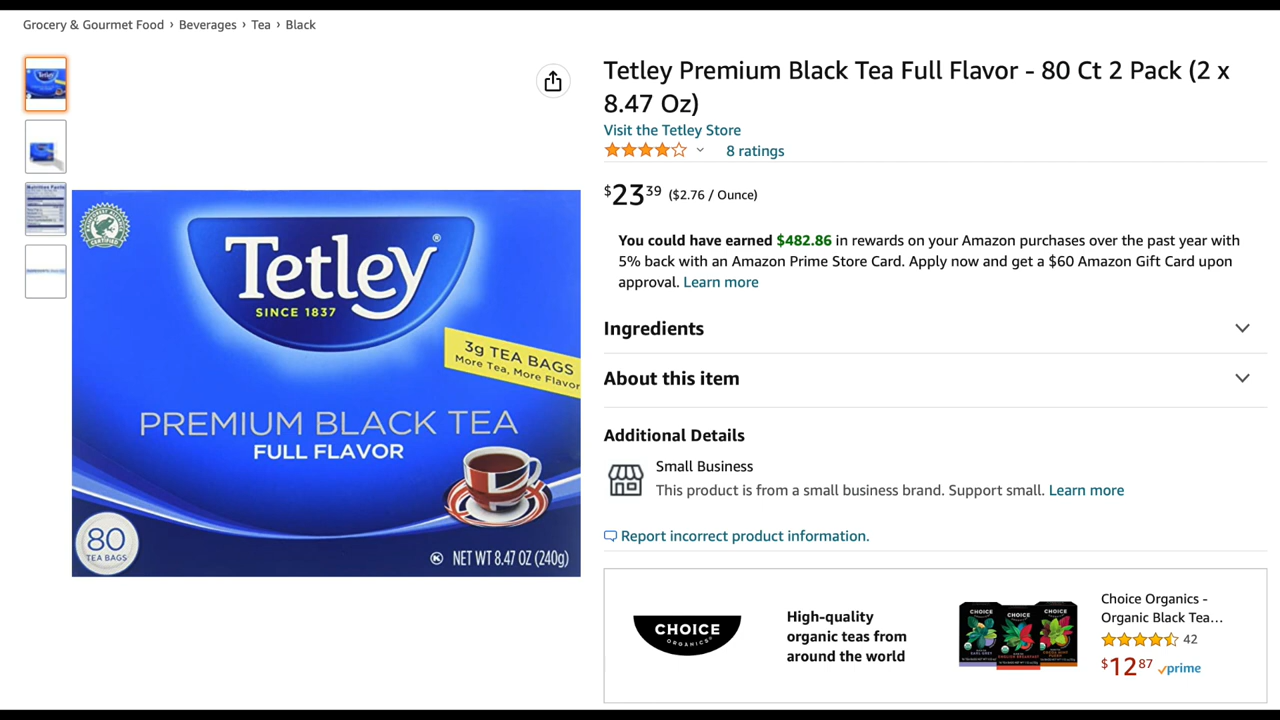 Grocery & Gourmet Food › Beverages › Tea › Black
Tetley Premium Black Tea Full Flavor - 80 Ct 2 Pack (2 x
8.47 Oz)
Visit the Tetley Store
8 ratings
$23 39 ($2.76 / Ounce)
You could have earned $482.86 in rewards on your Amazon purchases over the past year with
5% back with an Amazon Prime Store Card. Apply now and get a $60 Amazon Gift Card upon
approval. Learn more
Ingredients
About this item
Additional Details
Small Business
This product is from a small business brand. Support small. Learn more
Report incorrect product information.
Tetley
Nutrition Facts
CERTIFIED
Tetley®
SINCE 1837
3g TEA BAGS
More Tea, More Flavor
PREMIUM BLACK TEA
FULL FLAVOR
80
TEA BAGS
K NET WT 8.47 OZ (240g)
CHOICE
ORGANICS®
High-quality
organic teas from
around the world
CHOICE
CHOICE
CHOICE
Choice Organics -
Organic Black Tea...
42
$12 87 prime